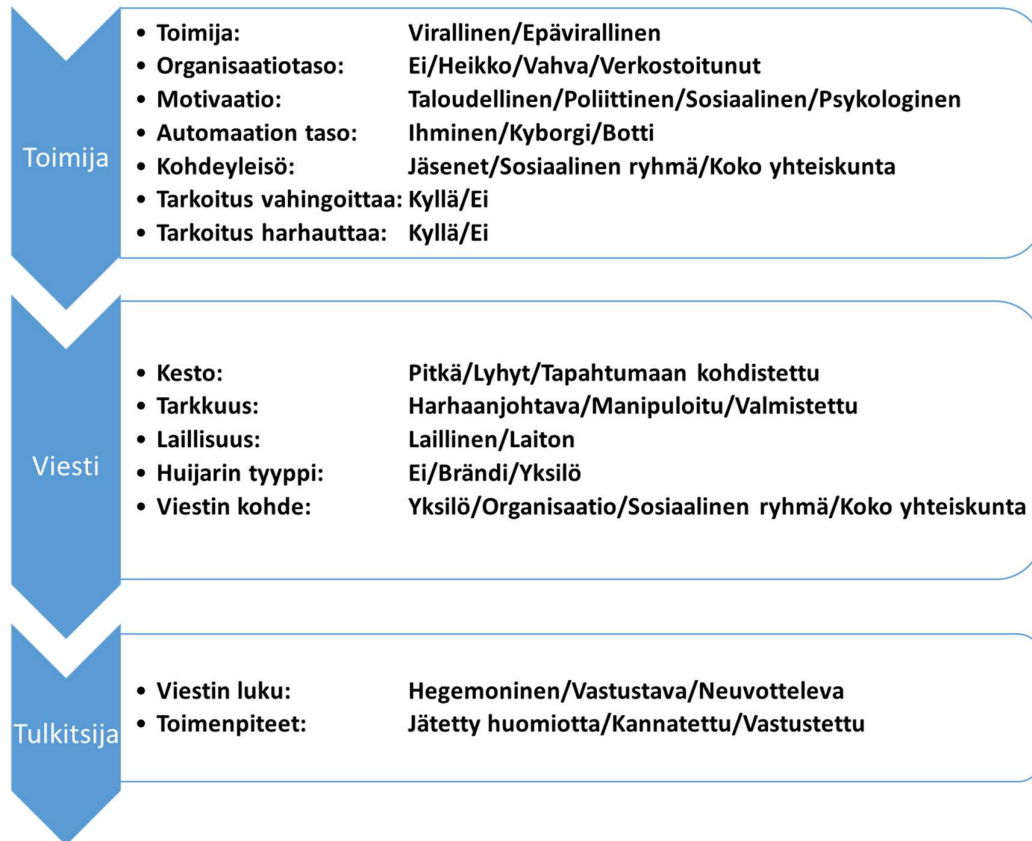 Toimija
• Toimija: Virallinen/Epävirallinen
• Organisaatiotaso: Ei/Heikko/Vahva/Verkostoitunut
• Motivaatio: Taloudellinen/Poliittinen/Sosiaalinen/Psykologinen
• Automaation taso: Ihminen/Kyborgi/Botti
• Kohdeyleisö: Jäsenet/Sosiaalinen ryhmä/Koko yhteiskunta
• Tarkoitus vahingoittaa: Kyllä/Ei
• Tarkoitus harhauttaa: Kyllä/Ei
Viesti
• Kesto: Pitkä/Lyhyt/Tapahtumaan kohdistettu
• Tarkkuus: Harhaanjohtava/Manipuloitu/Valmistettu
• Laillisuus: Laillinen/Laiton
• Huijarin tyyppi: Ei/Brändi/Yksilö
• Viestin kohde: Yksilö/Organisaatio/Sosiaalinen ryhmä/Koko yhteiskunta
Tulkitsija
• Viestin luku: Hegemoninen/Vastustava/Neuvotteleva
• Toimenpiteet: Jätetty huomiotta/Kannatettu/Vastustettu